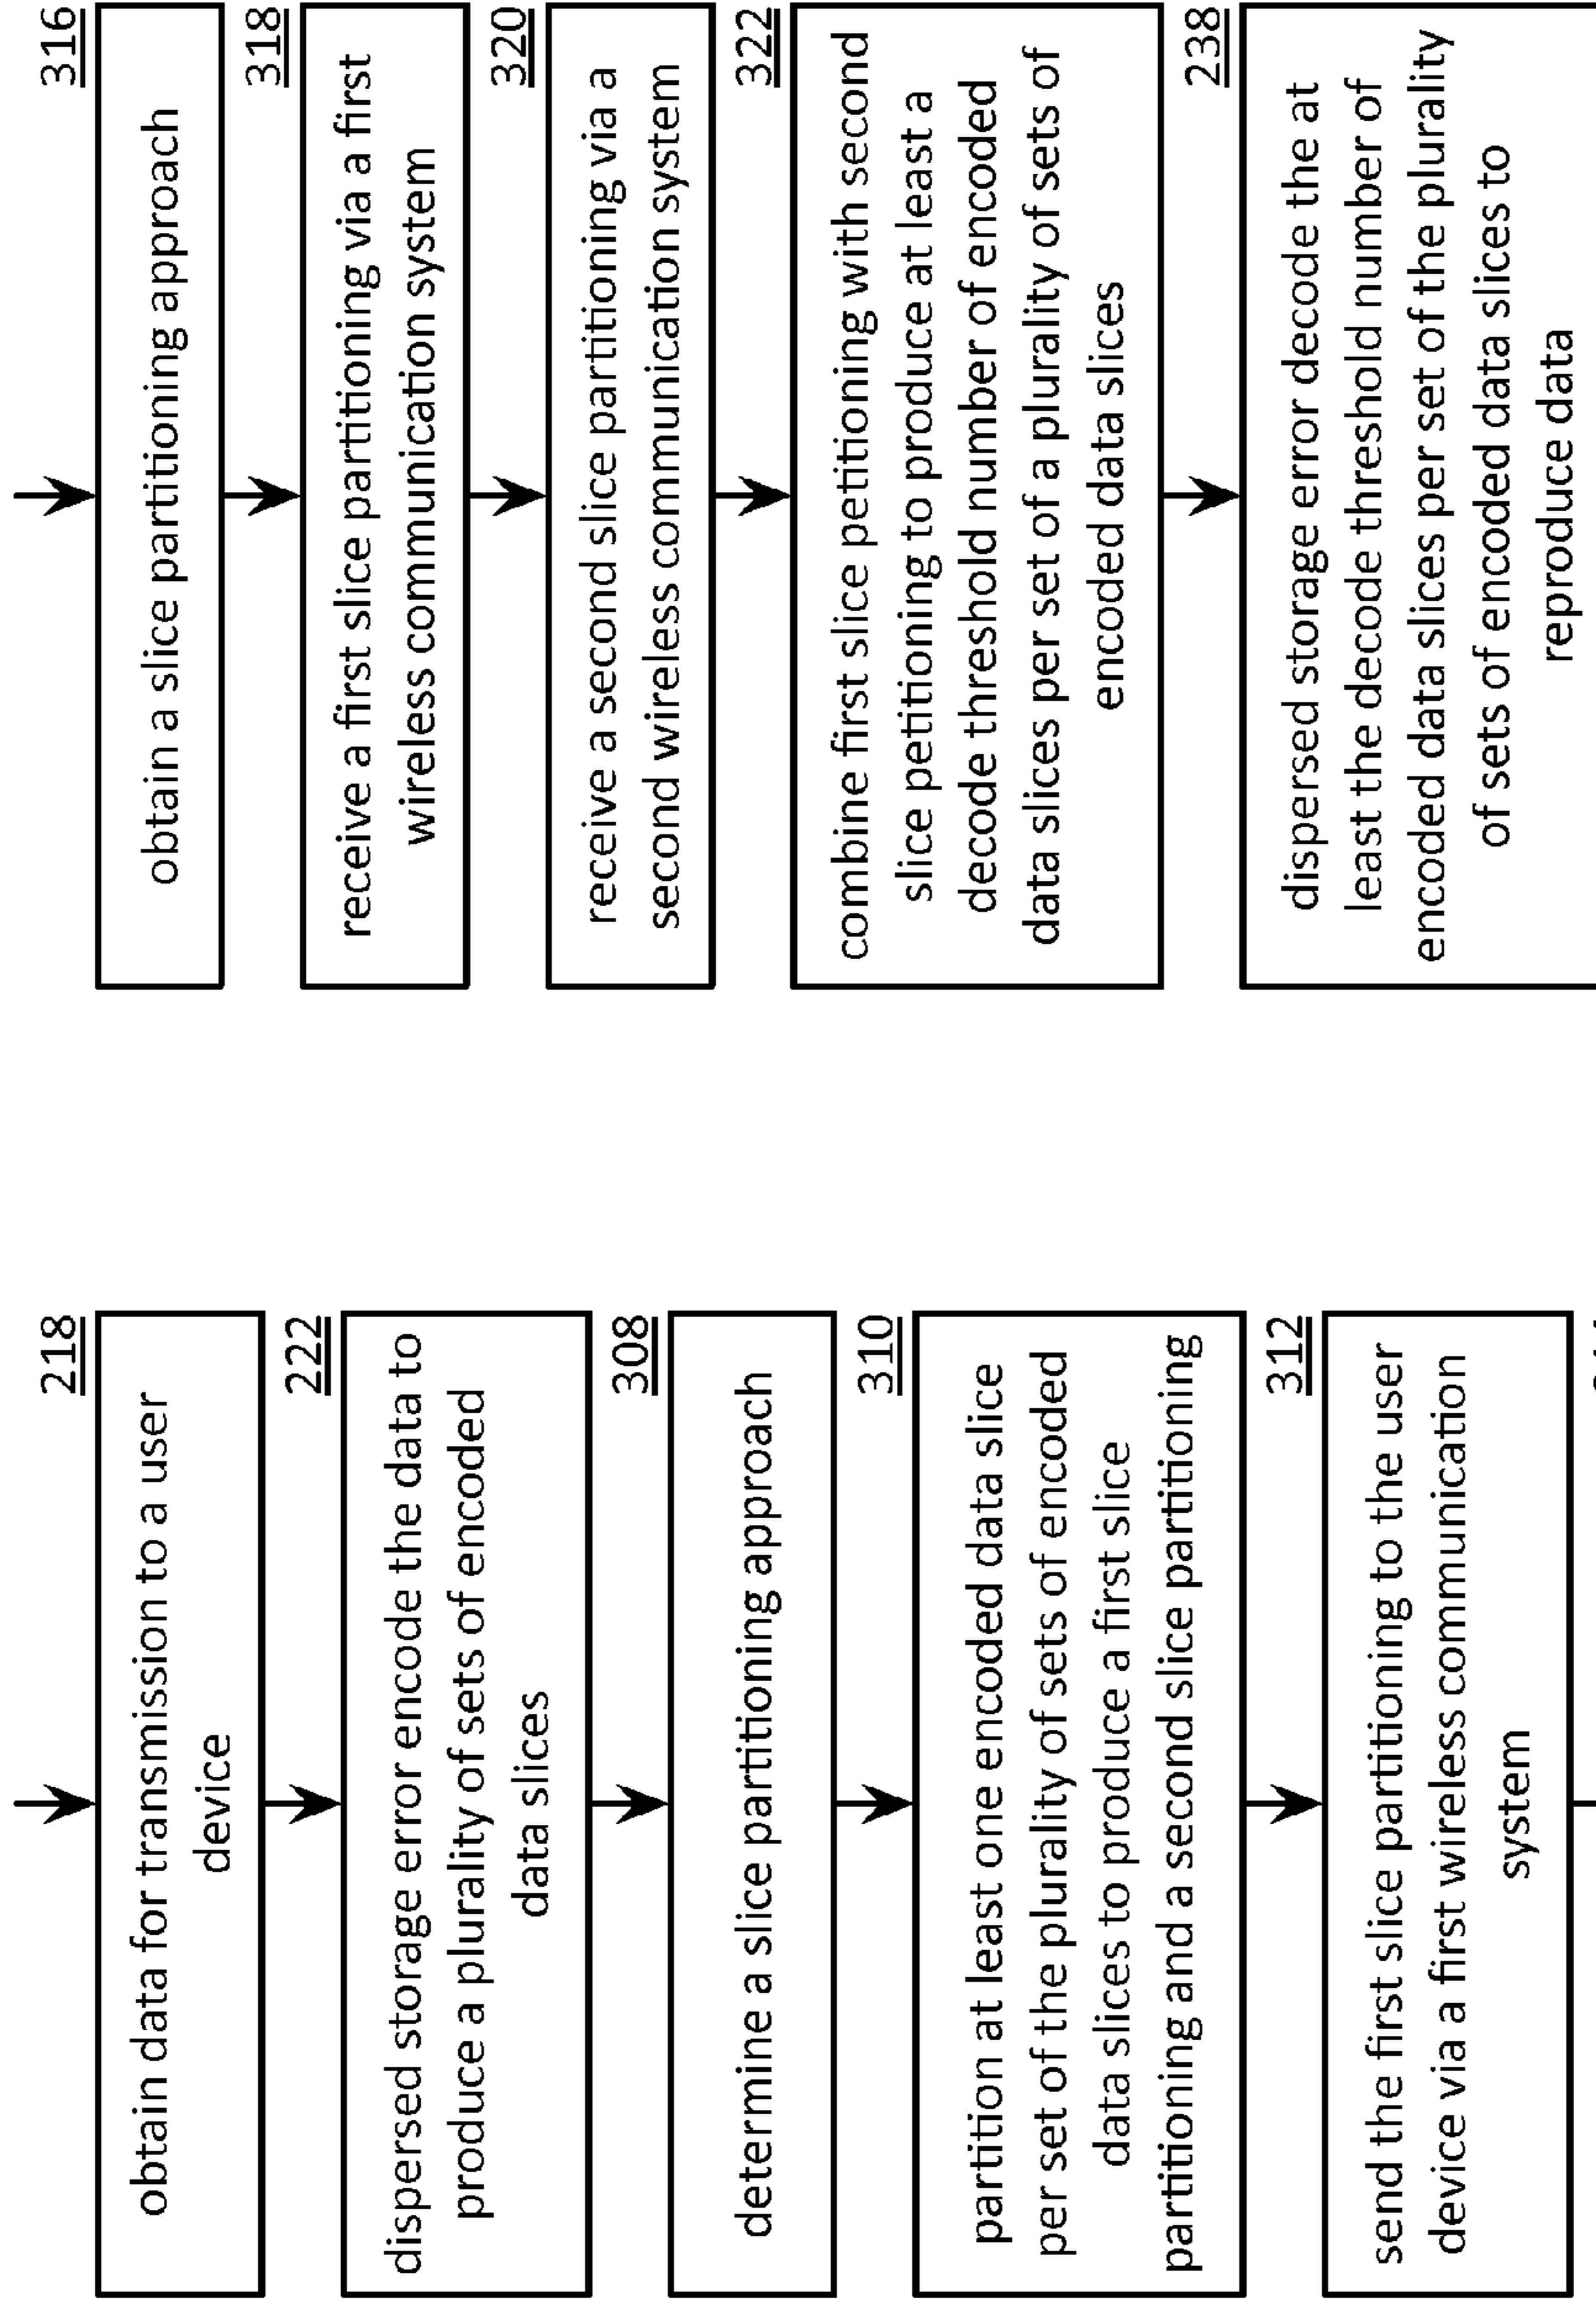 218
obtain data for transmission to a user
device
222
dispersed storage error encode the data to
produce a plurality of sets of encoded
data slices
308
determine a slice partitioning approach
310
partition at least one encoded data slice
per set of the plurality of sets of encoded
data slices to produce a first slice
partitioning and a second slice partitioning
312
send the first slice partitioning to the user
device via a first wireless communication
system
316
obtain a slice partitioning approach
318
receive a first slice partitioning via a first
wireless communication system
320
receive a second slice partitioning via a
second wireless communication system
322
combine first slice petitioning with second
slice petitioning to produce at least a
decode threshold number of encoded
data slices per set of a plurality of sets of
encoded data slices
238
dispersed storage error decode the at
least the decode threshold number of
encoded data slices per set of the plurality
of sets of encoded data slices to
reproduce data